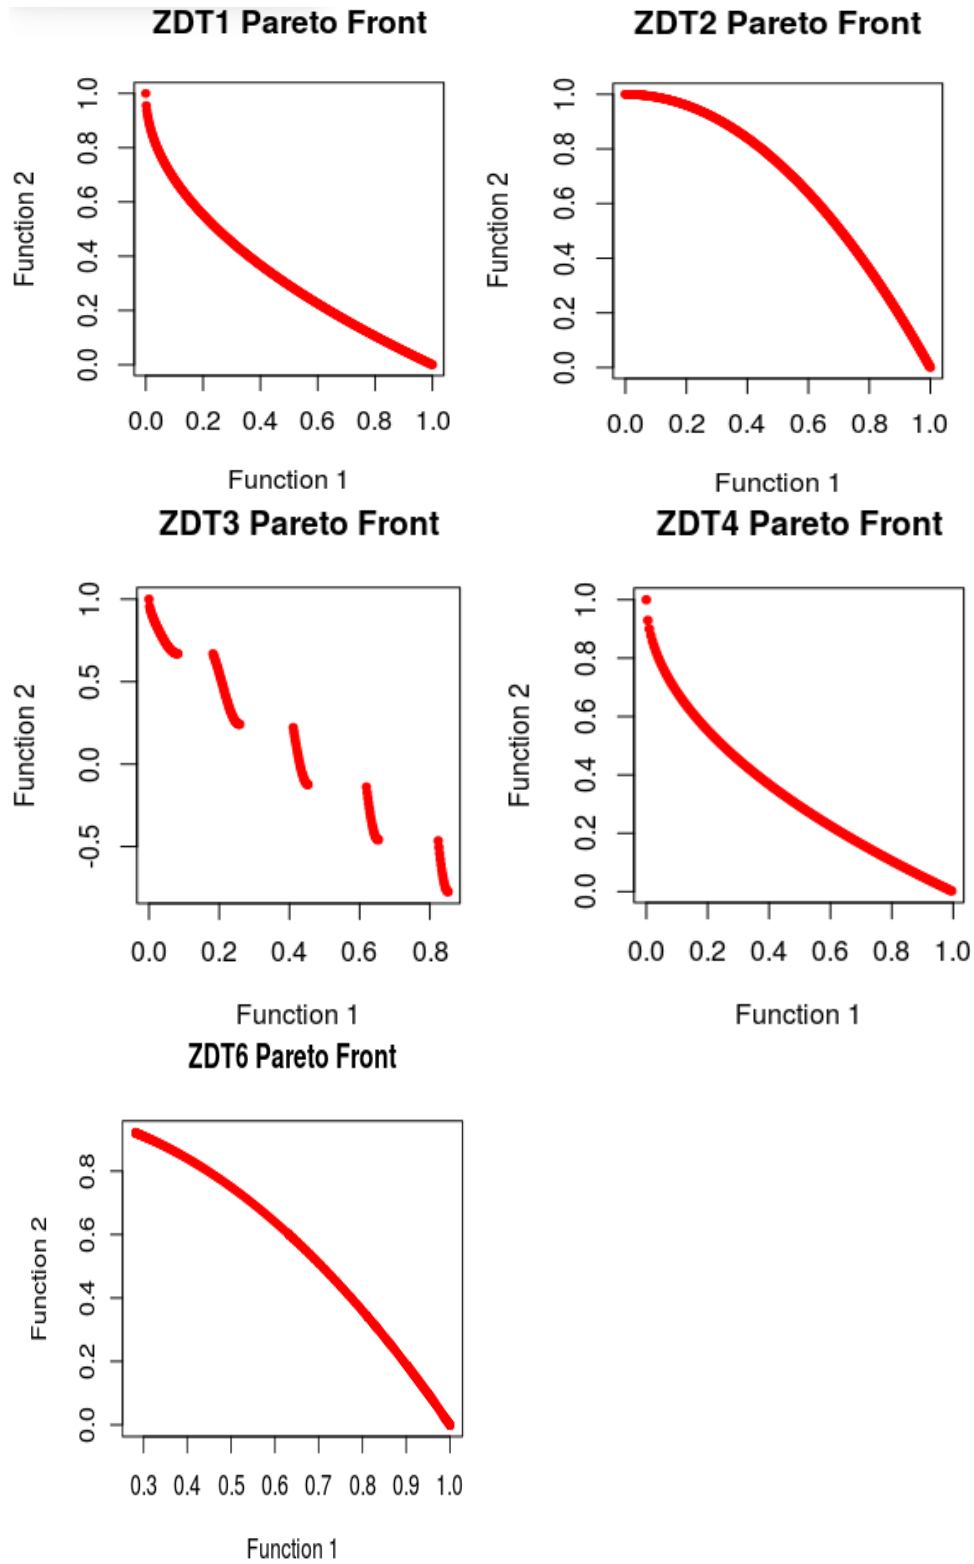 ZDT1 Pareto Front
Function 2
1.0
0.8
0.6
0.4
0.2
0.0
0.0 0.2 0.4 0.6 0.8 1.0
Function 1
ZDT2 Pareto Front
Function 2
1.0
0.8
0.6
0.4
0.2
0.0
0.0 0.2 0.4 0.6 0.8 1.0
Function 1
ZDT3 Pareto Front
Function 2
1.0
0.5
0.0
-0.5
0.0 0.2 0.4 0.6 0.8
Function 1
ZDT4 Pareto Front
Function 2
1.0
0.8
0.6
0.4
0.2
0.0
0.0 0.2 0.4 0.6 0.8 1.0
Function 1
ZDT6 Pareto Front
Function 2
0.8
0.6
0.4
0.2
0.0
0.3 0.4 0.5 0.6 0.7 0.8 0.9 1.0
Function 1